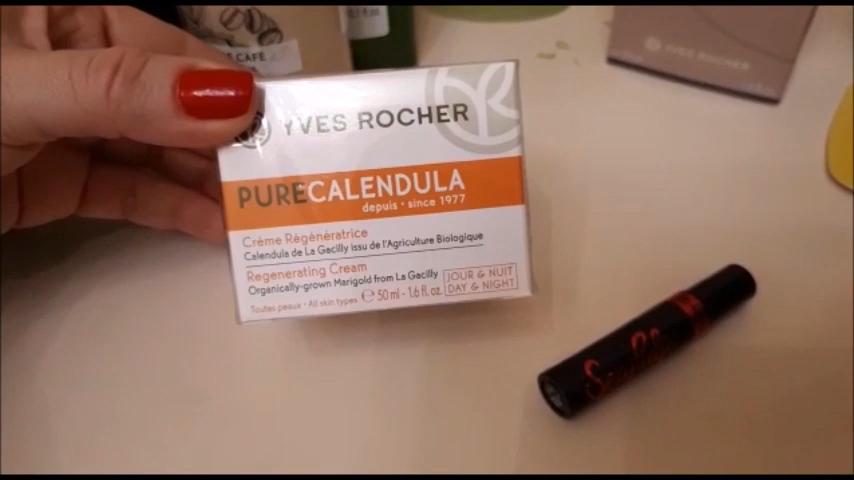 CAFÉ
YVES ROCHER
YVES ROCHER
PURECALENDULA
depuis • since 1977
Crème Régénératrice
Calendula de La Gacilly issu de l'Agriculture Biologique
Regenerating Cream
Organically-grown Marigold from La Gacilly
JOUR & NUIT
DAY & NIGHT
Toutes peaux • All skin types ℮ 50 ml - 1.6 fl. oz.